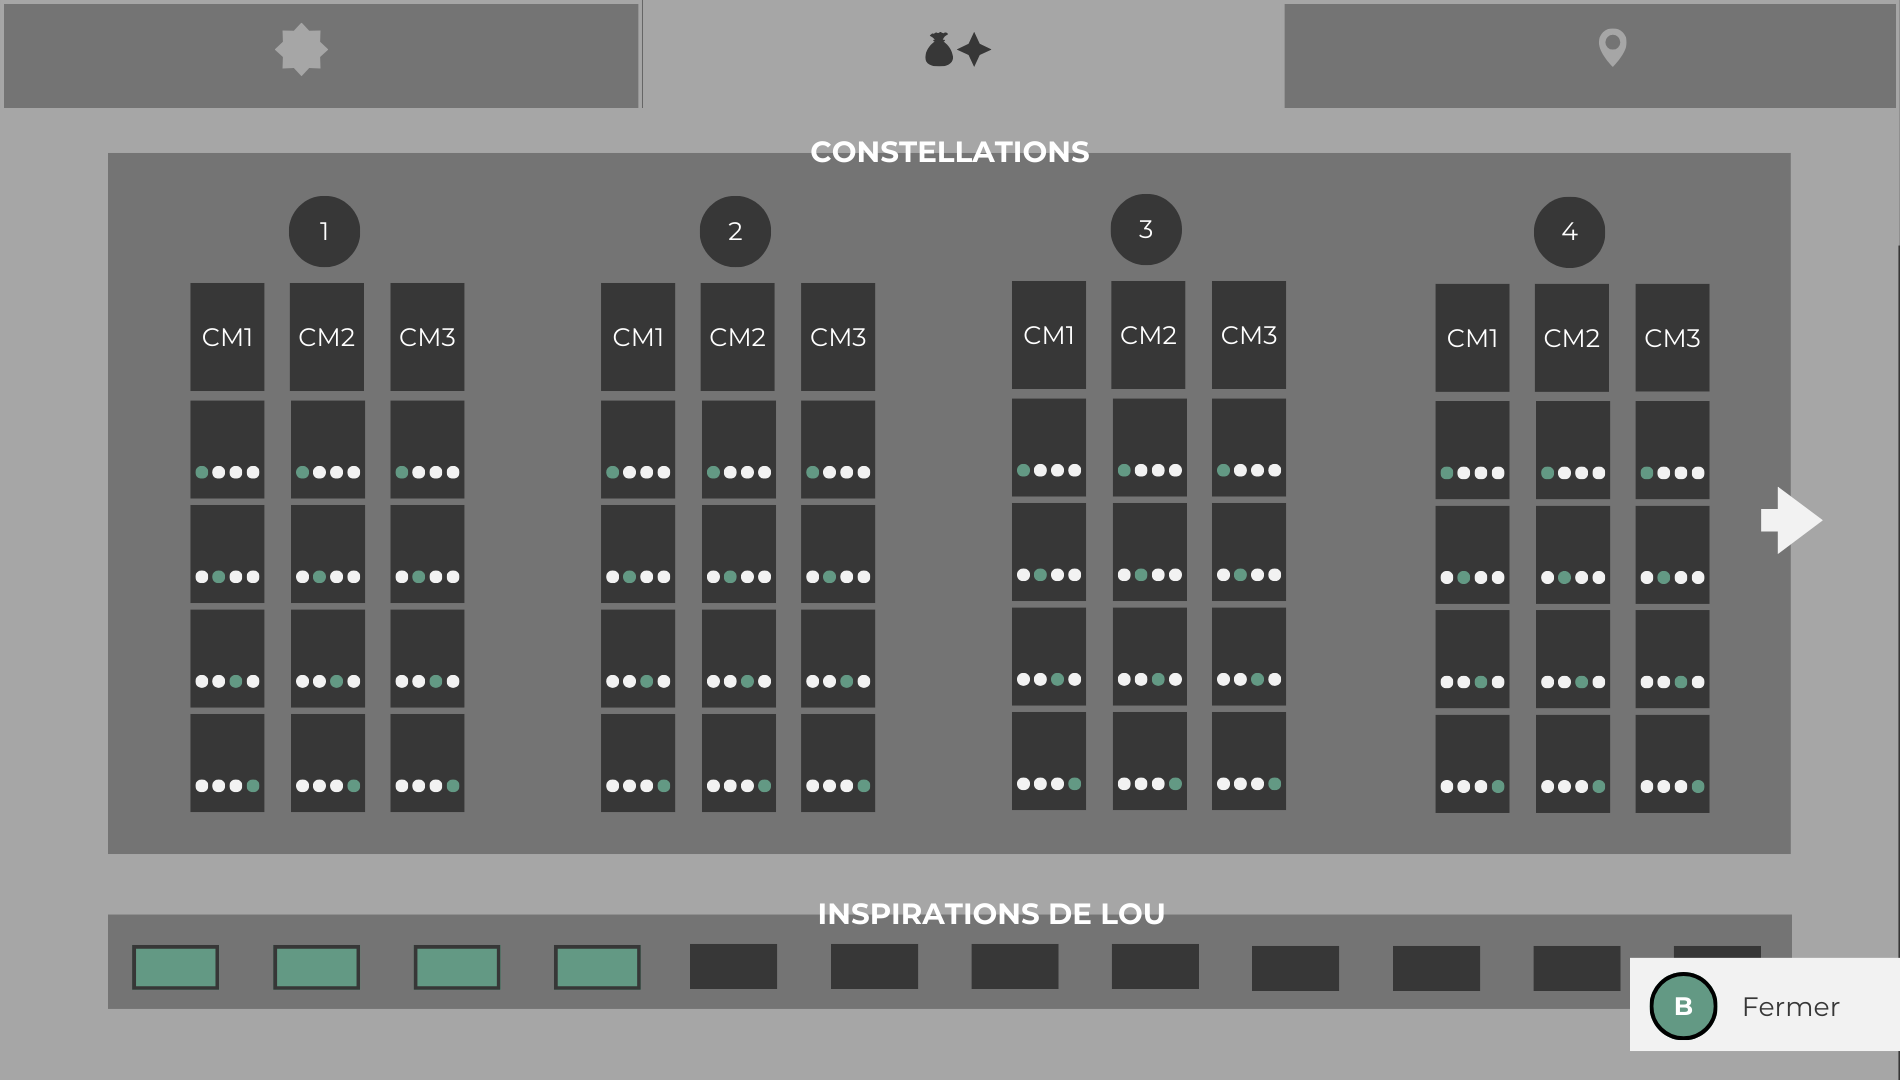 CONSTELLATIONS
1 2 3 4
CM1 CM2 CM3 CM1 CM2 CM3 CM1 CM2 CM3 CM1 CM2 CM3
INSPIRATIONS DE LOU
B Fermer